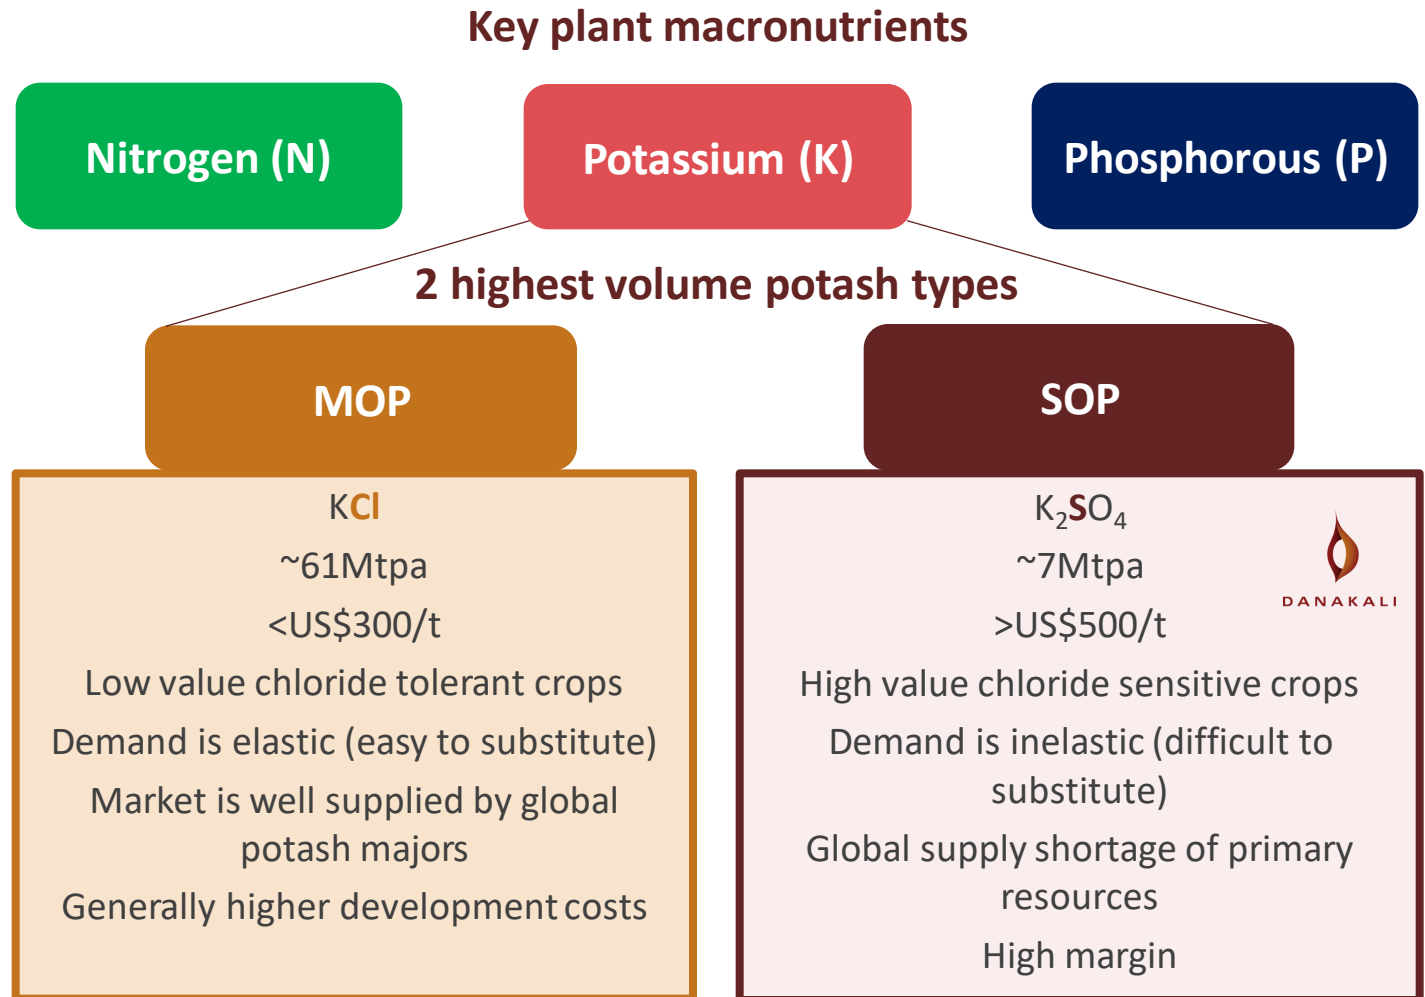 Key plant macronutrients
Nitrogen (N)
Potassium (K)
Phosphorous (P)
2 highest volume potash types
MOP
KCl
~61Mtpa
<US$300/t
Low value chloride tolerant crops
Demand is elastic (easy to substitute)
Market is well supplied by global
potash majors
Generally higher development costs
SOP
K₂SO₄
~7Mtpa
>US$500/t
High value chloride sensitive crops
Demand is inelastic (difficult to
substitute)
Global supply shortage of primary
resources
High margin
DANAKALI